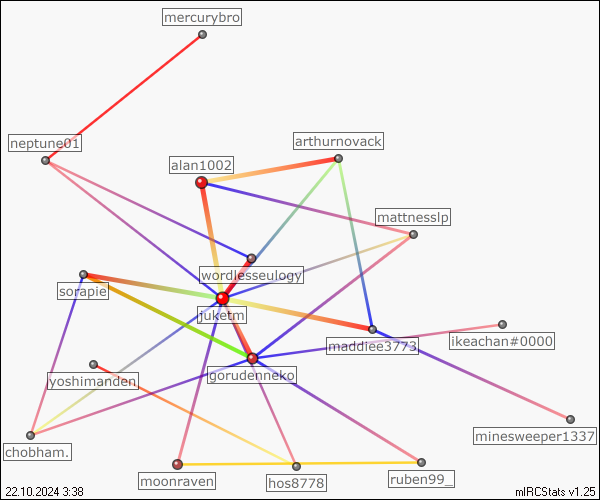 mercurybro
neptune01
arthurnovack
alan1002
mattnesslp
wordlesseulogy
sorapie
juketm
maddiee3773
ikeachan#0000
gorudenneko
yoshimanden
minesweeper1337
chobham.
moonraven
hos8778
ruben99_
22.10.2024 3:38
mIRCStats v1.25